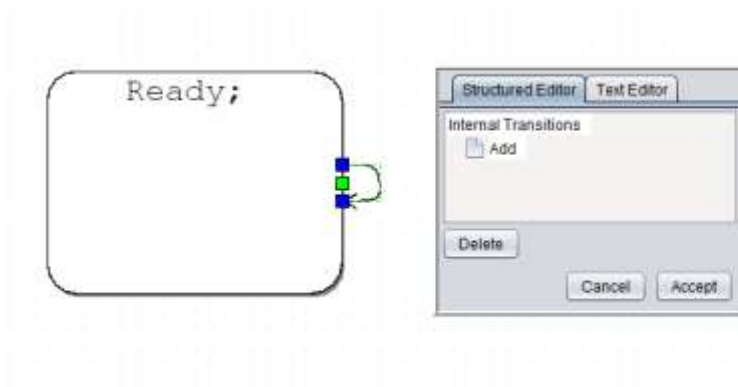 Ready;
Structured Editor Text Editor
Internal Transitions
Add
Delete
Cancel Accept